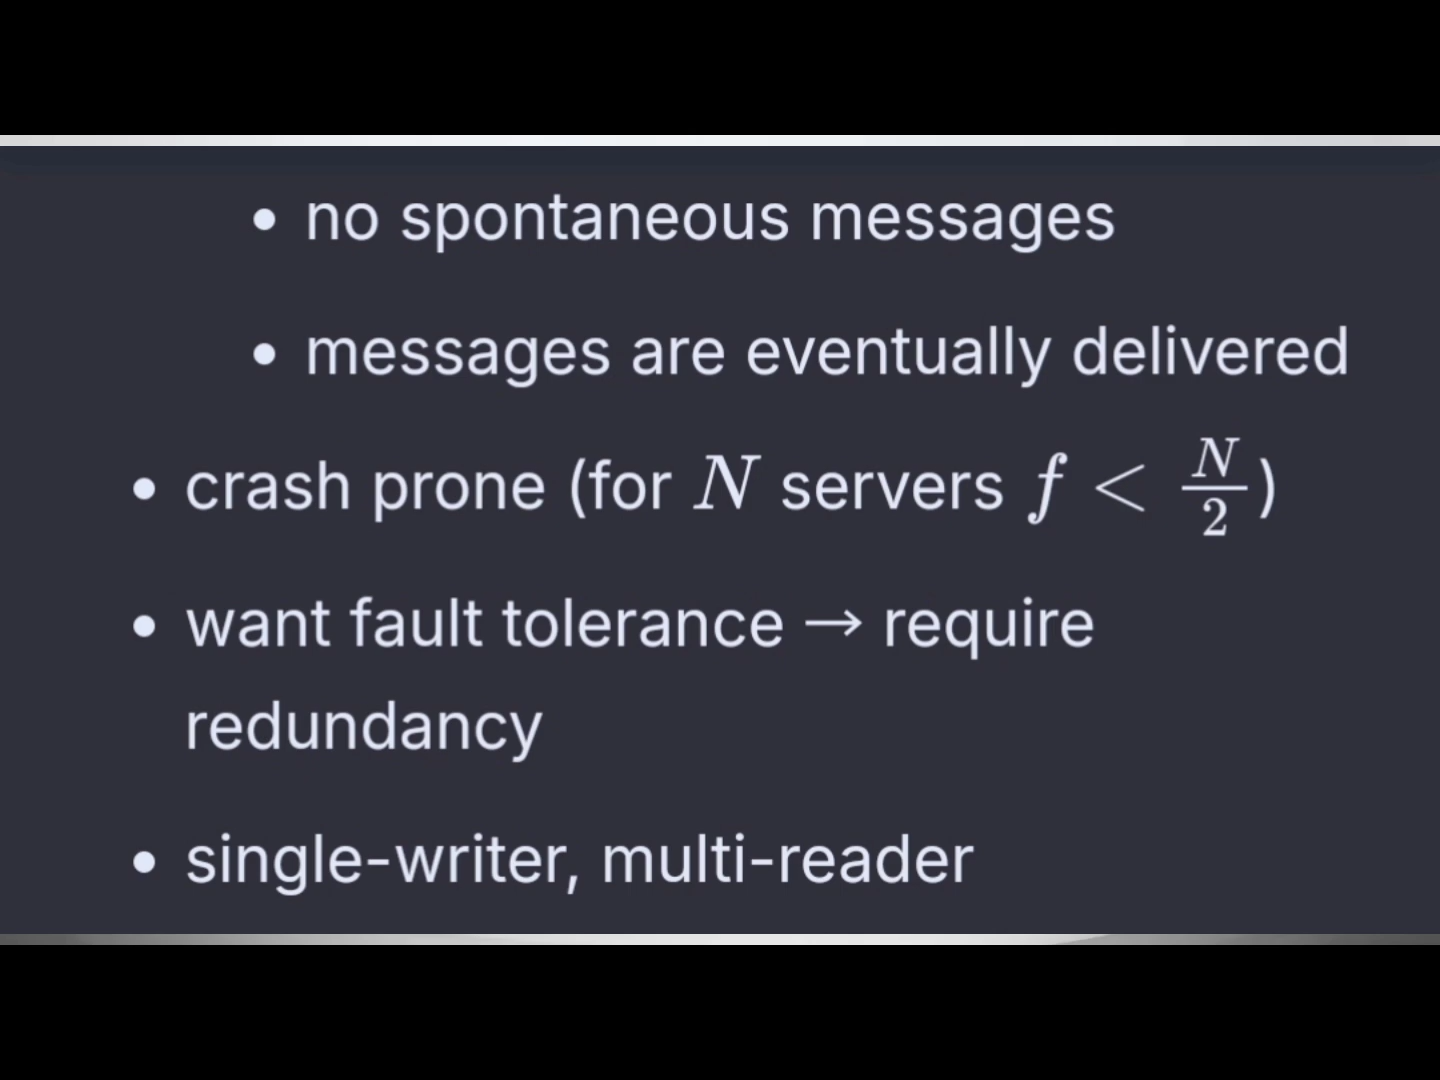 • no spontaneous messages
• messages are eventually delivered
• crash prone (for N servers f < N/2)
• want fault tolerance → require
redundancy
• single-writer, multi-reader